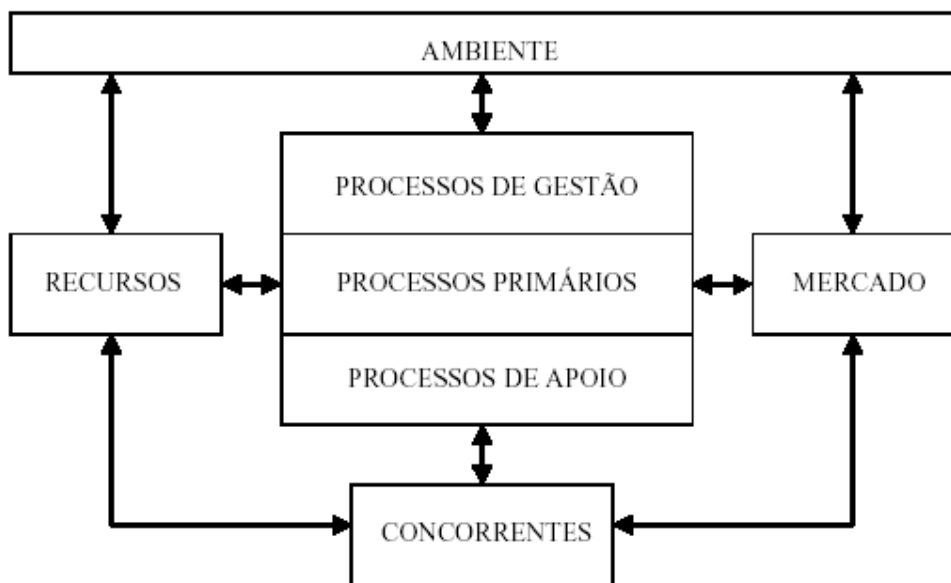 AMBIENTE
PROCESSOS DE GESTÃO
RECURSOS
PROCESSOS PRIMÁRIOS
MERCADO
PROCESSOS DE APOIO
CONCORRENTES